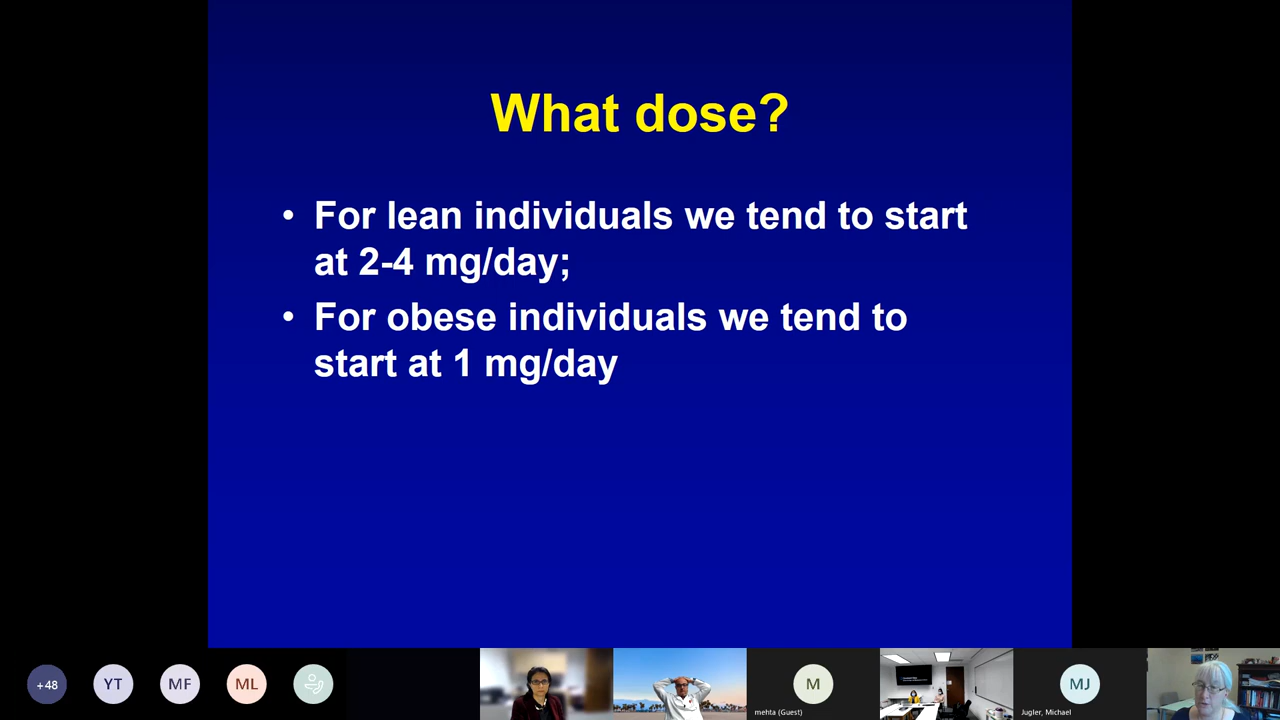 What dose?
• For lean individuals we tend to start
at 2-4 mg/day;
• For obese individuals we tend to
start at 1 mg/day
+48
YT
MF
ML
M
mehta (Guest)
MJ
Jugler, Michael